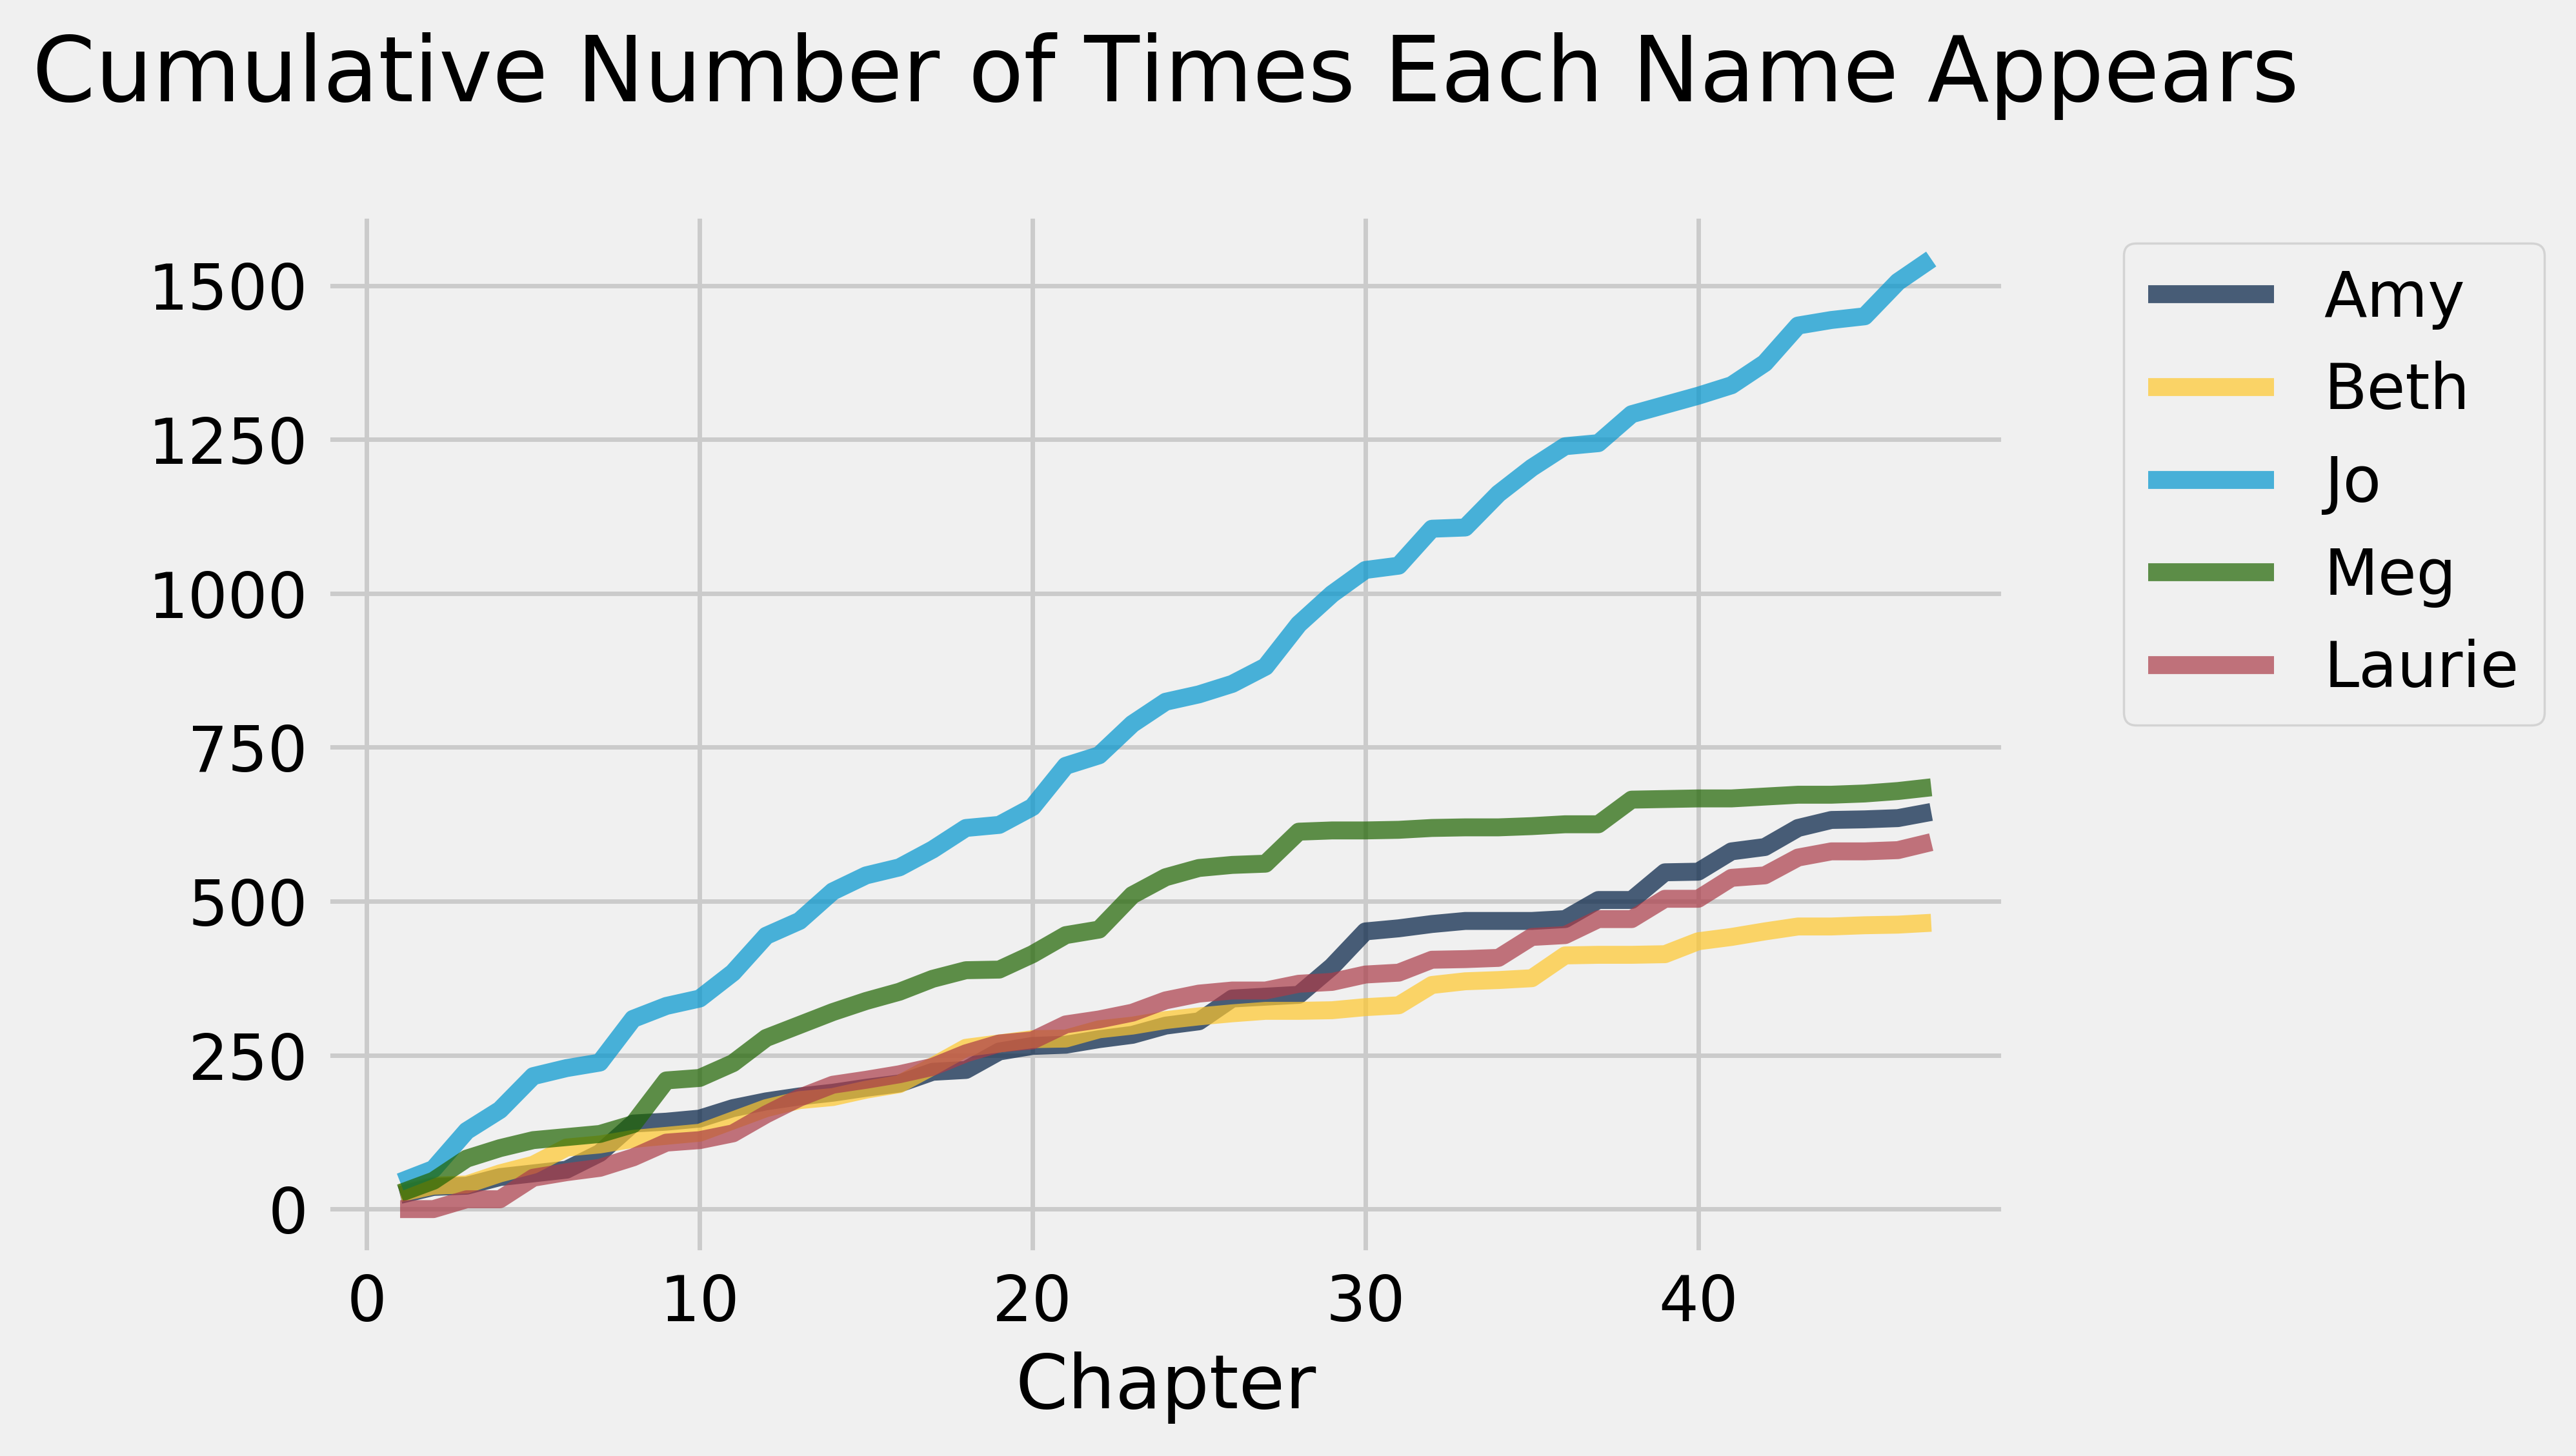 Cumulative Number of Times Each Name Appears
1500
1250
1000
750
500
250
0
0 10 20 30 40
Chapter
Amy
Beth
Jo
Meg
Laurie